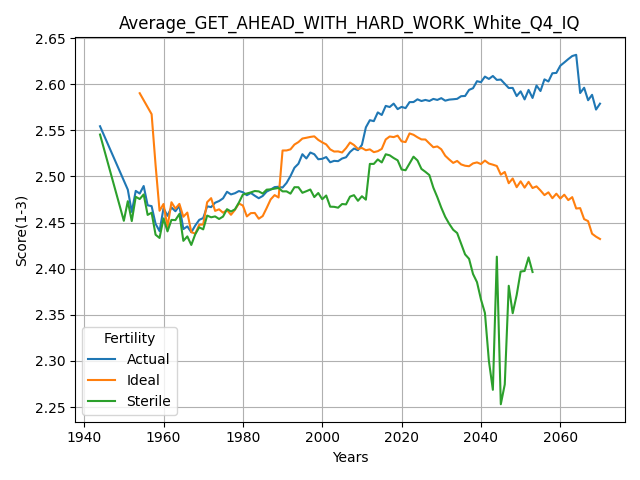 Average_GET_AHEAD_WITH_HARD_WORK_White_Q4_IQ
Score(1-3)
2.65
2.60
2.55
2.50
2.45
2.40
2.35
2.30
2.25
Fertility
Actual
Ideal
Sterile
1940 1960 1980 2000 2020 2040 2060
Years